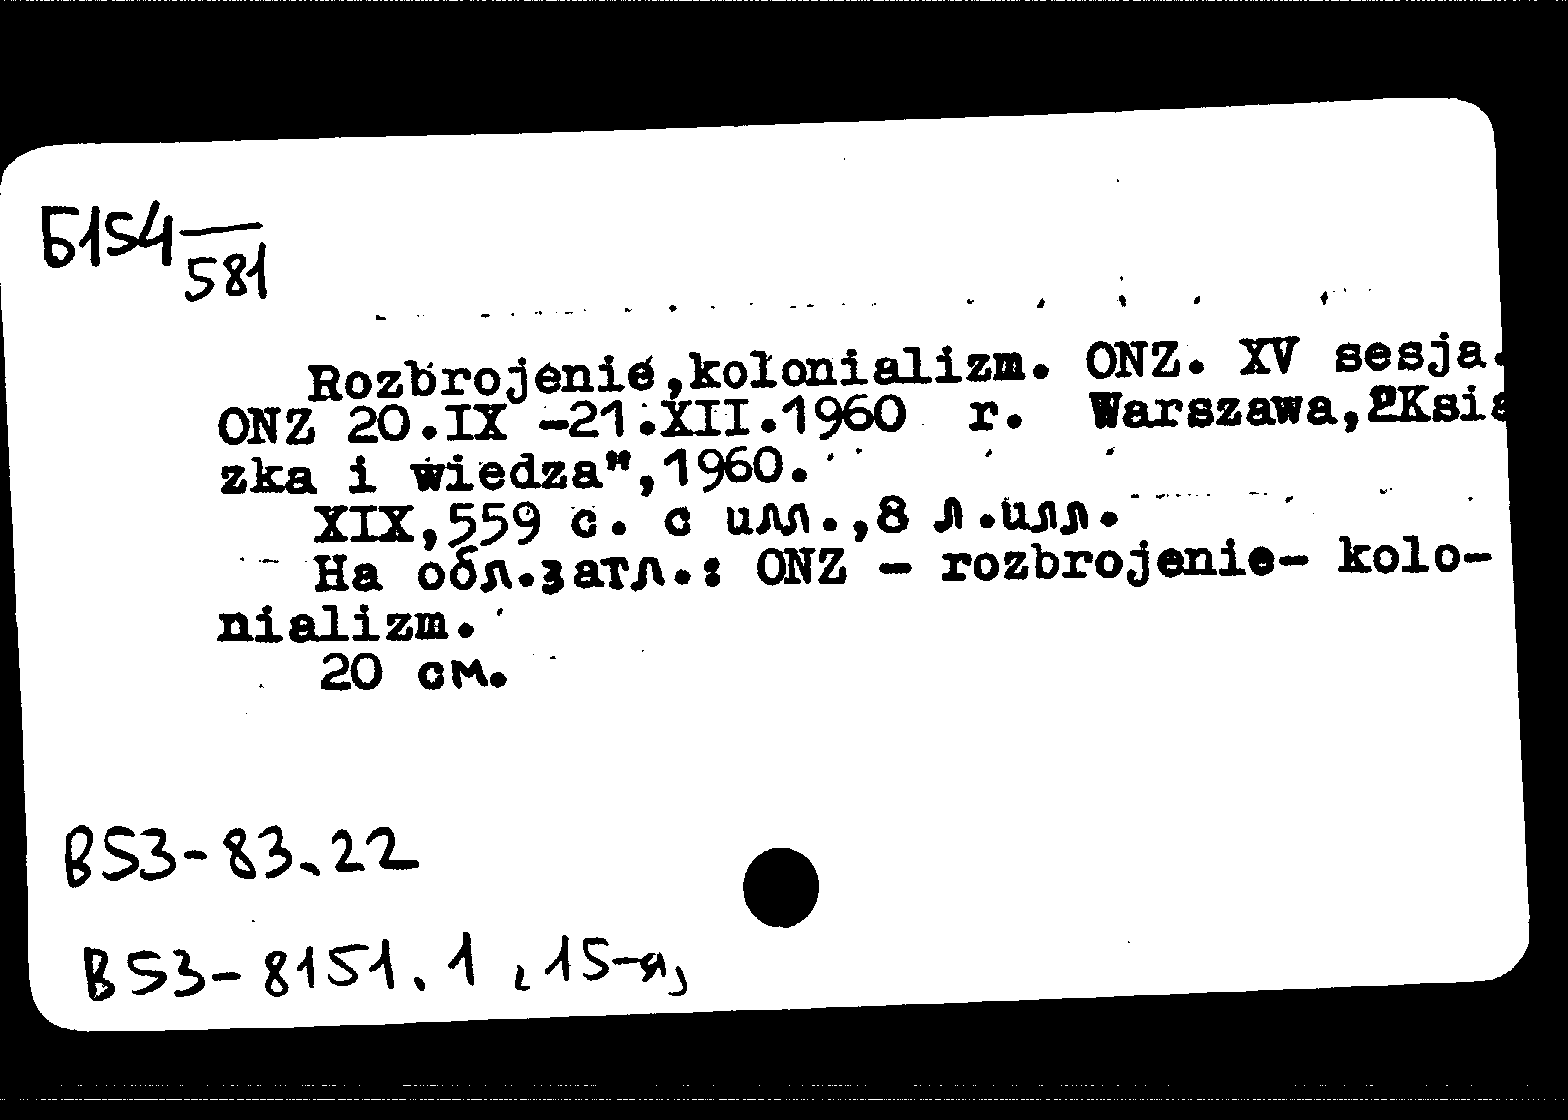 Б154
581
Rozbrojenie,kolonializm. ONZ. XV sesja.
ONZ 20.IX -21.XII.1960 r. Warszawa,"Ksia
zka i wiedza",1960.
XIX,559 с. с илл.,8 л.илл.
На обл.загл.: ONZ - rozbrojenie- kolo-
nializm.
20 см.
B53-83.22
B53-8151.1 (15-я)